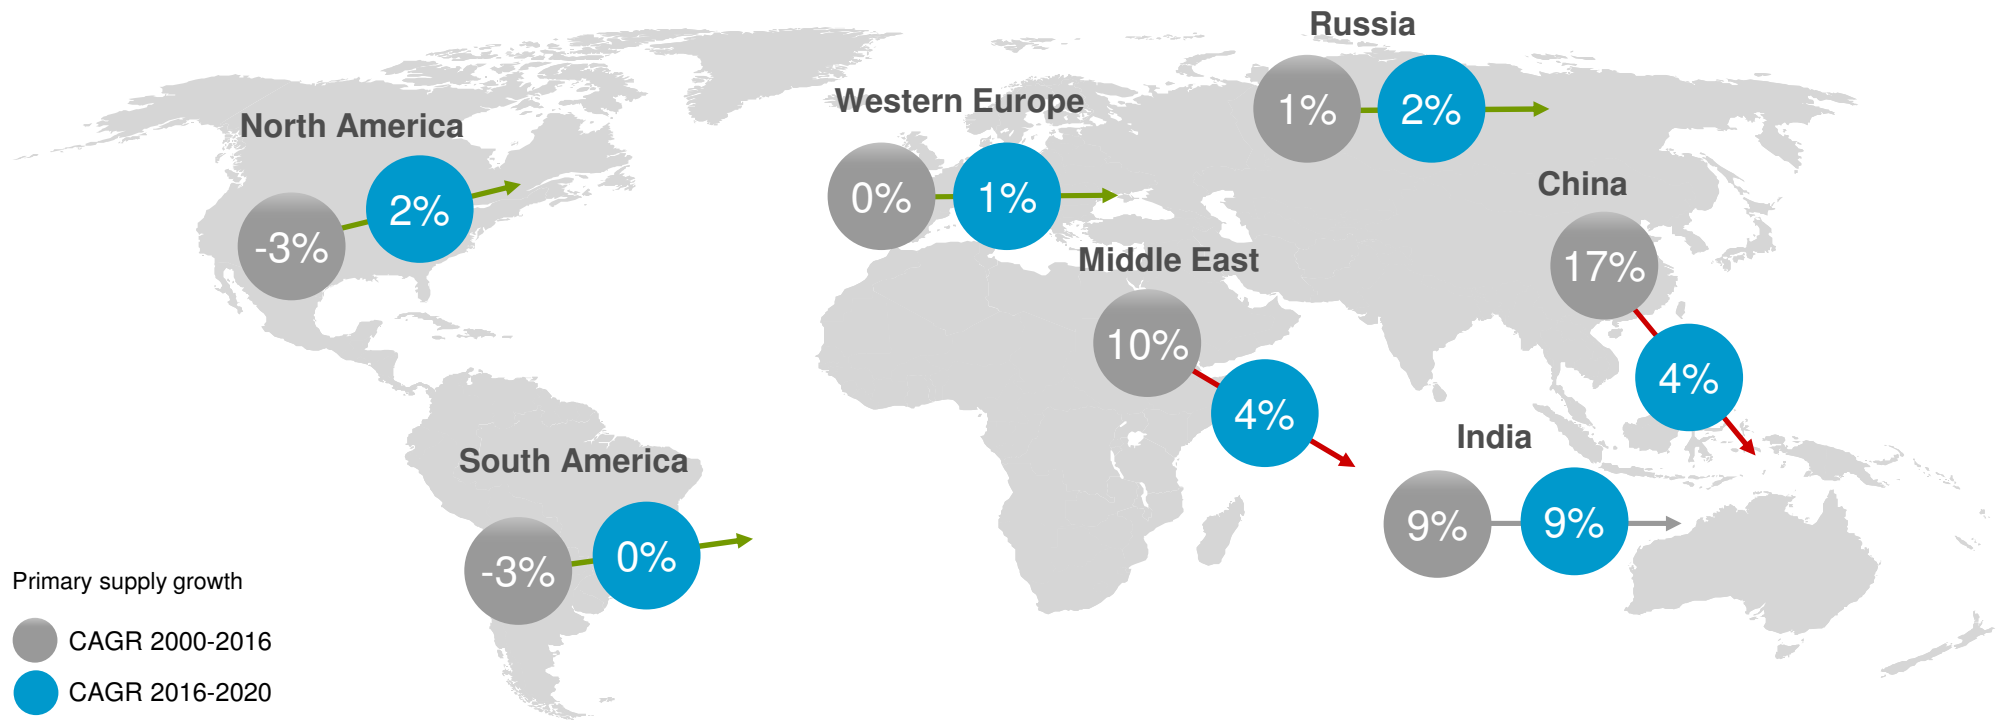 Russia
1%
2%
Western Europe
0%
1%
North America
-3%
2%
China
17%
4%
Middle East
10%
4%
India
9%
9%
South America
-3%
0%
Primary supply growth
CAGR 2000-2016
CAGR 2016-2020